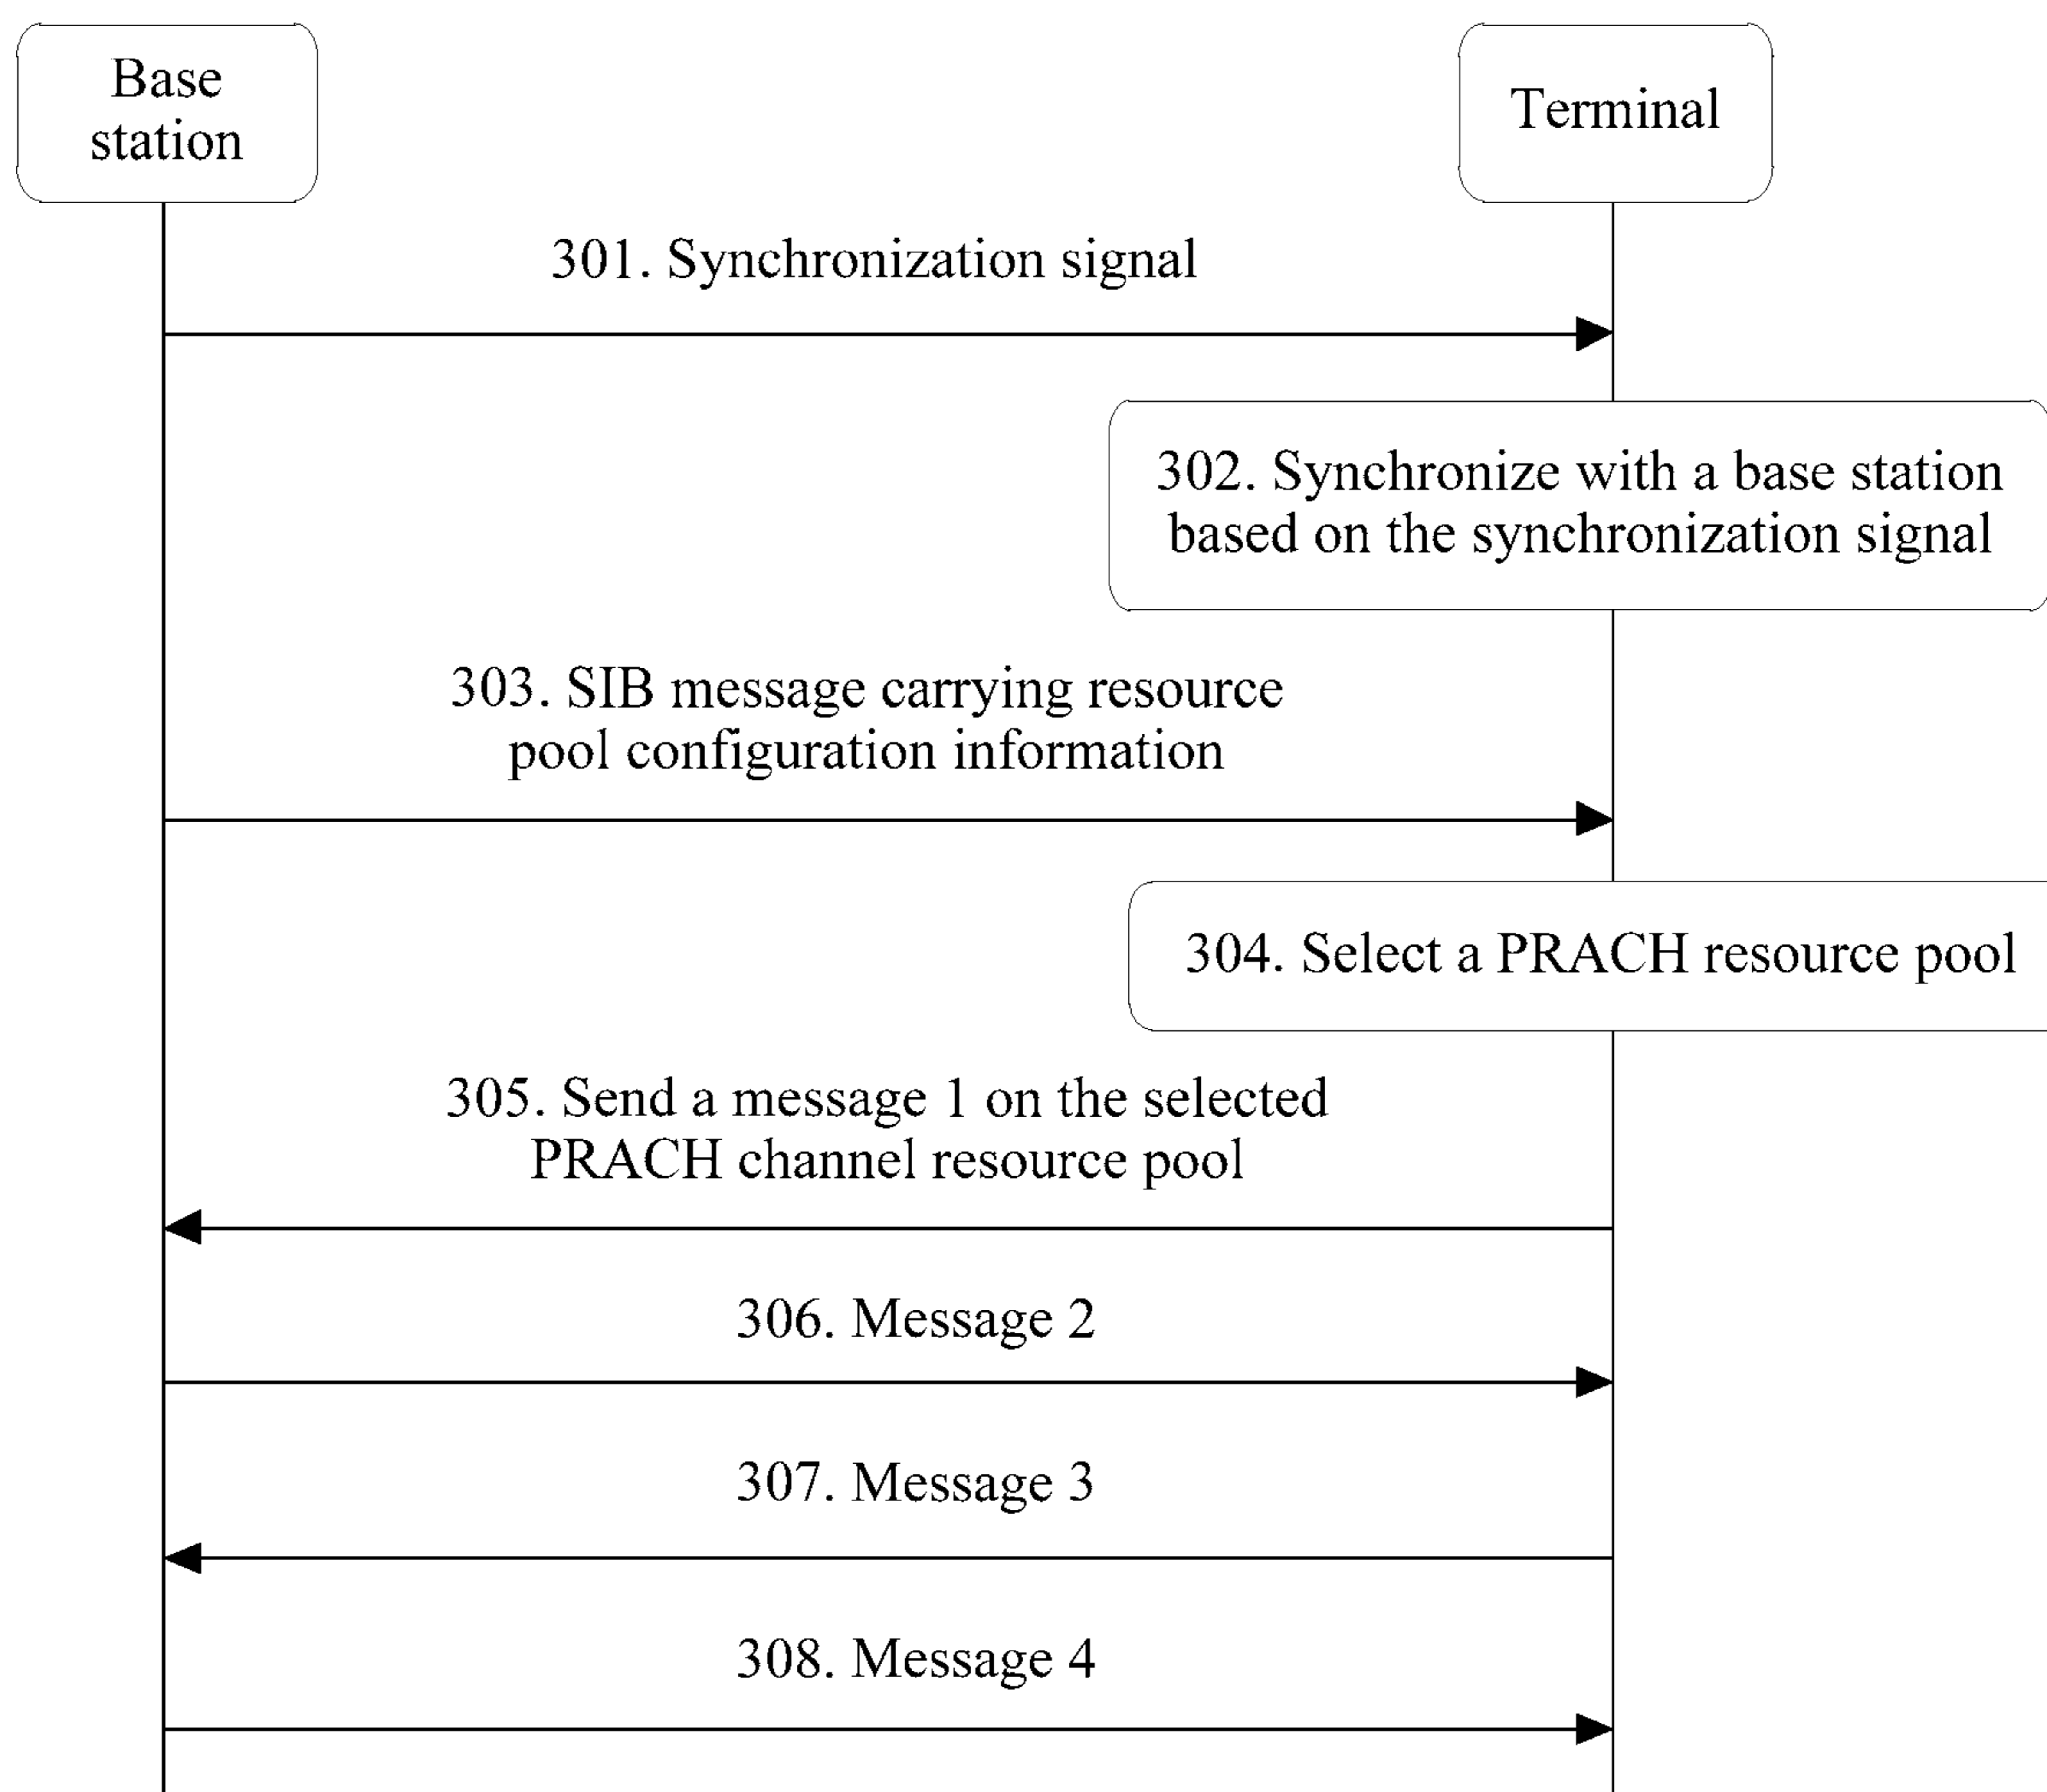 Base
station
Terminal
301. Synchronization signal
302. Synchronize with a base station
based on the synchronization signal
303. SIB message carrying resource
pool configuration information
304. Select a PRACH resource pool
305. Send a message 1 on the selected
PRACH channel resource pool
306. Message 2
307. Message 3
308. Message 4